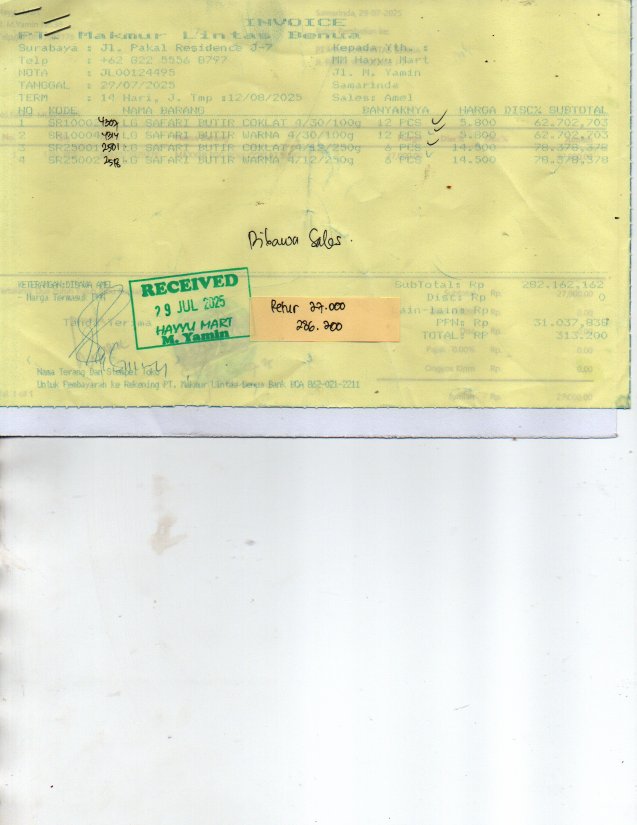 INVOICE
PT. Makmur Lintas Benua
Surabaya : Jl. Pakal Residence J-7 Kepada Yth. :
Telp : +62 822 5556 8797 MM Hayyu Mart
NOTA : JL00124495 Jl. M. Yamin
TANGGAL : 29/07/2025 Samarinda
TERM : 14 Hari, J. Tmp :12/08/2025 Sales: Amel
NO KODE NAMA BARANG BANYAKNYA HARGA DISC% SUBTOTAL
1 LG SAFARI BUTIR COKLAT 4/30/100g 12 PCS 5.800 62.702,703
2 LG SAFARI BUTIR WARNA 4/30/100g 12 PCS 5.800 62.702,703
3 LG SAFARI BUTIR COKLAT 4/12/250g 6 PCS 14.500 78.378,378
4 LG SAFARI BUTIR WARNA 4/12/250g 6 PCS 14.500 78.378,378
Dibawa Sales.
KETERANGAN:DIBAWA AMEL SubTotal: Rp 282.162,162
Harga Termasuk PPN Disc: Rp 0
RECEIVED
29 JUL 2025
HAYYU MART
M. Yamin
Retur 27.000
286.200
Lain-lain: Rp
Tanda Terima PPN: Rp 31.037,838
TOTAL: RP 313.200
Nama Terang Dan Stempel Toko
Untuk Pembayaran ke Rekening PT. Makmur Lintas Benua Bank BCA 862-021-2211